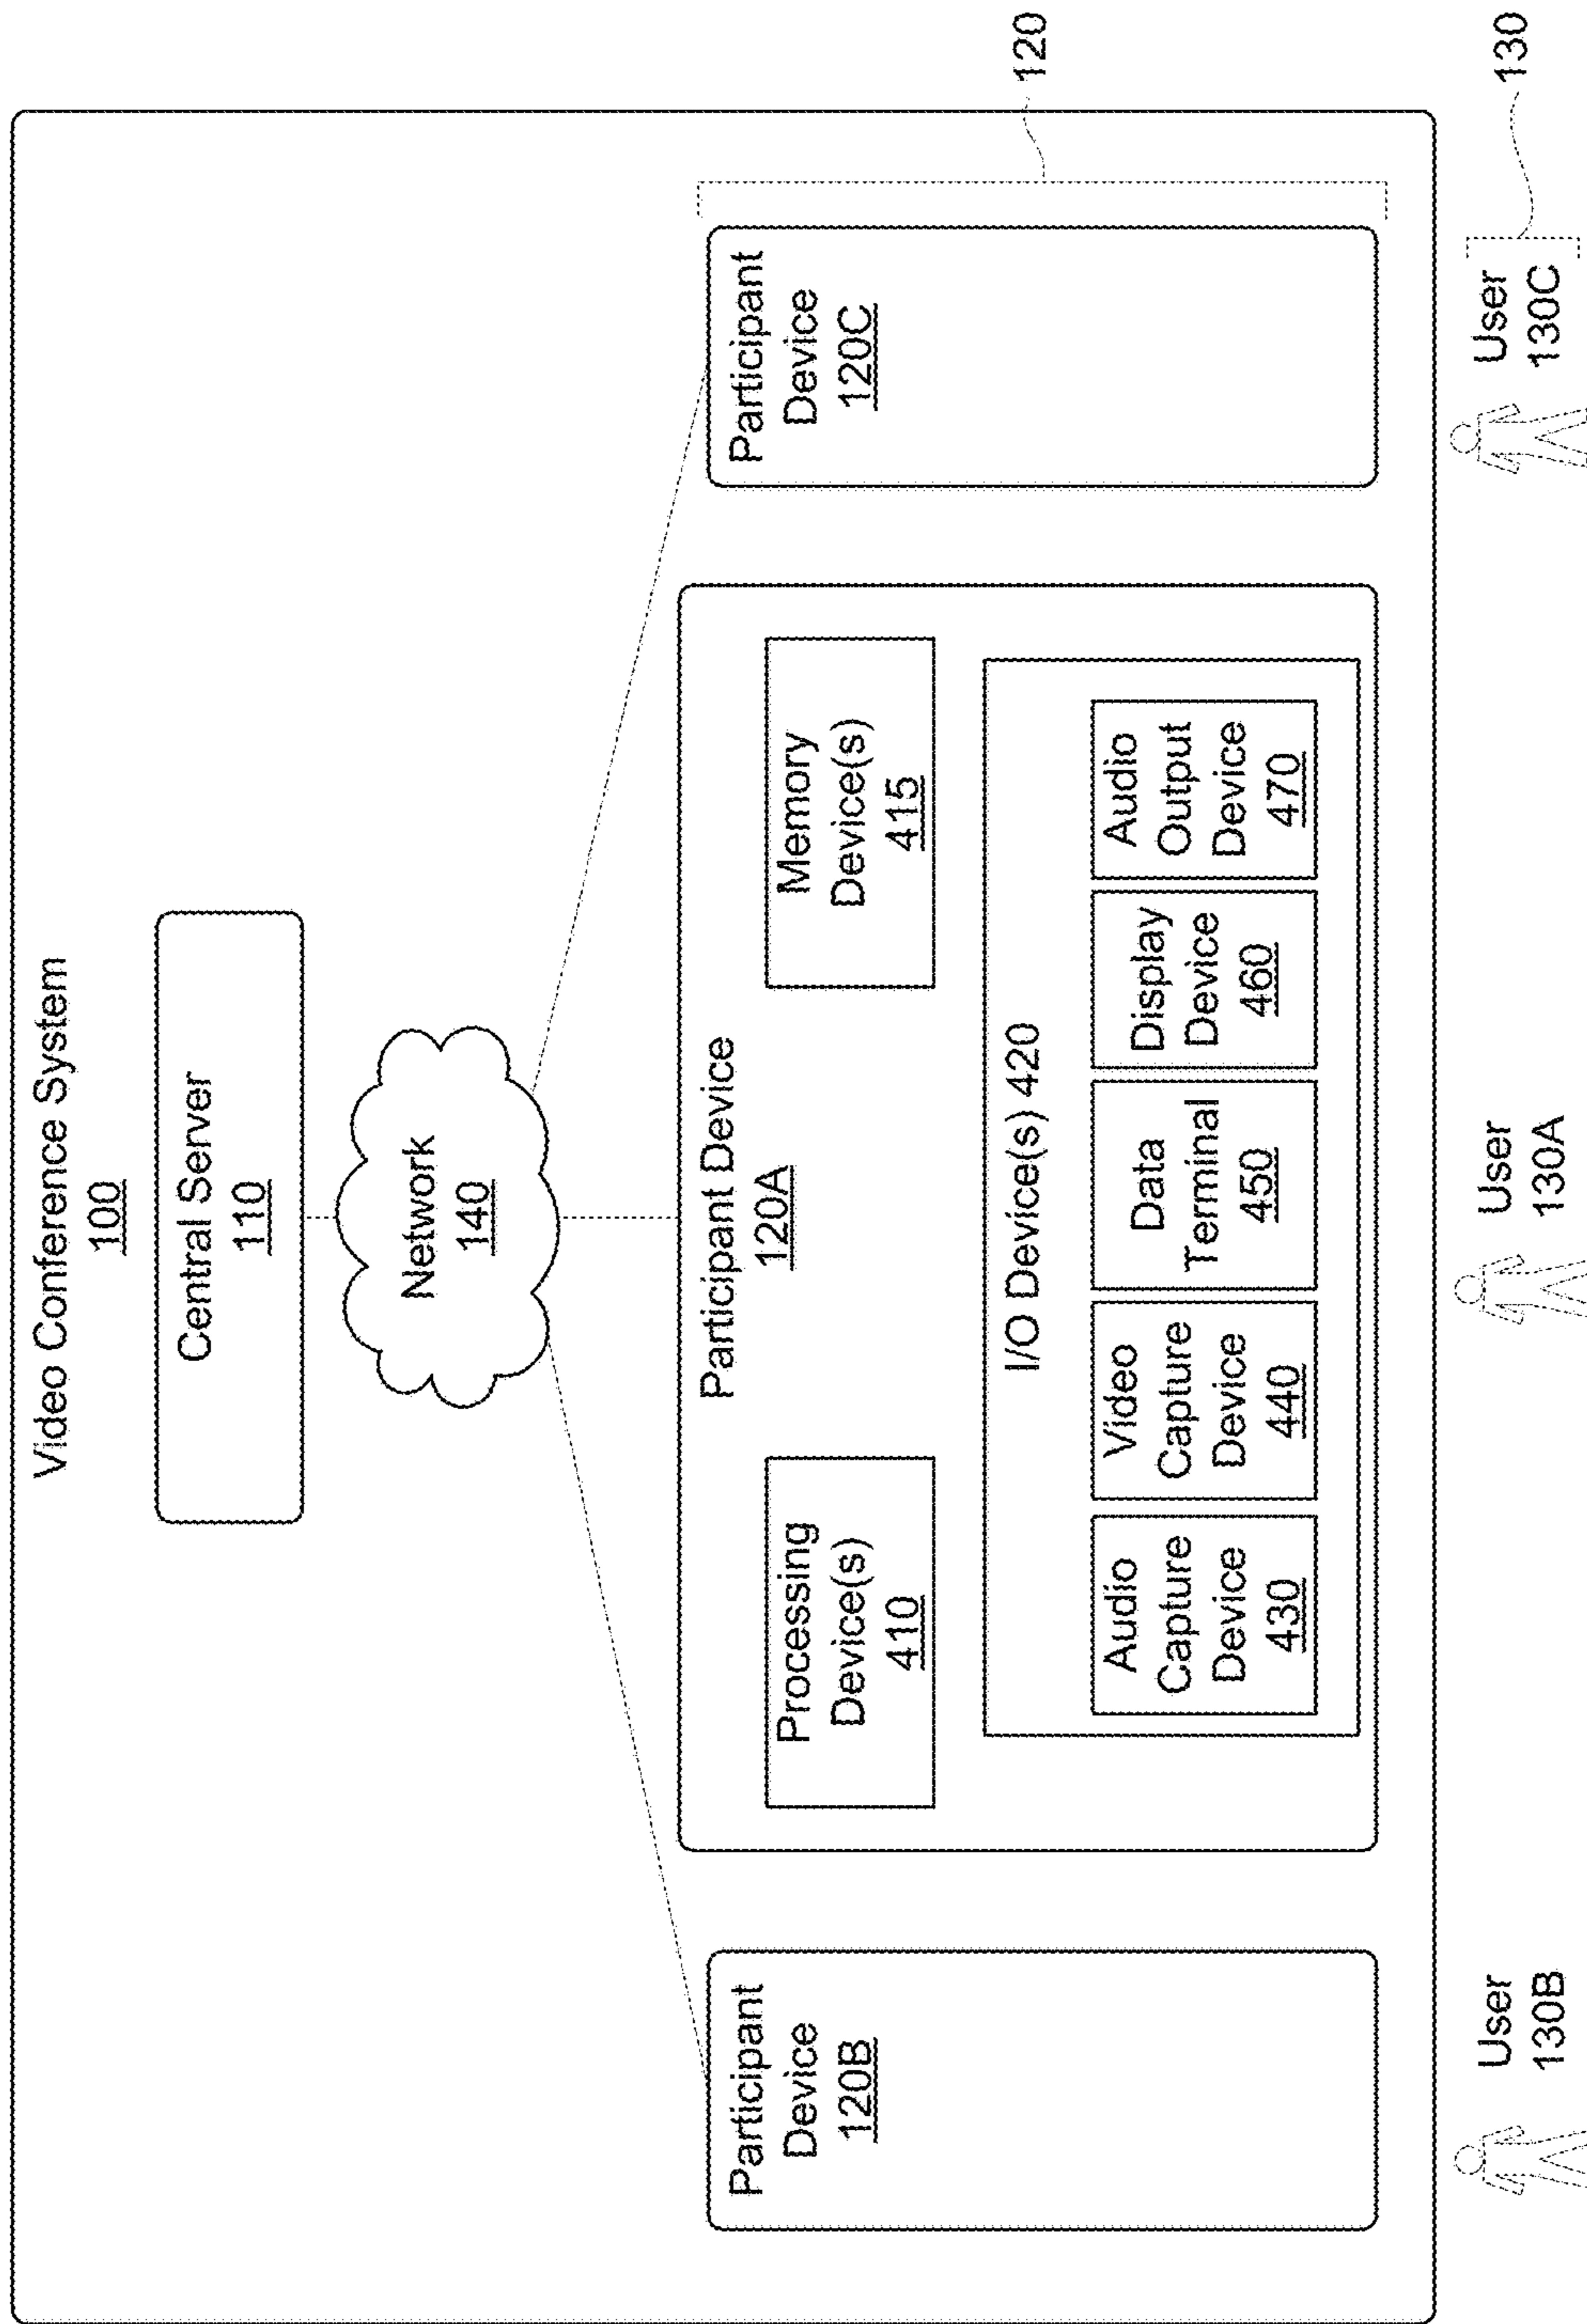 Video Conference System
100
Central Server
110
Network
140
Participant
Device
120B
Participant Device
120A
Processing
Device(s)
410
Memory
Device(s)
415
I/O Device(s) 420
Audio
Capture
Device
430
Video
Capture
Device
440
Data
Terminal
450
Display
Device
460
Audio
Output
Device
470
Participant
Device
120C
120
User
130B
User
130A
User
130C
130